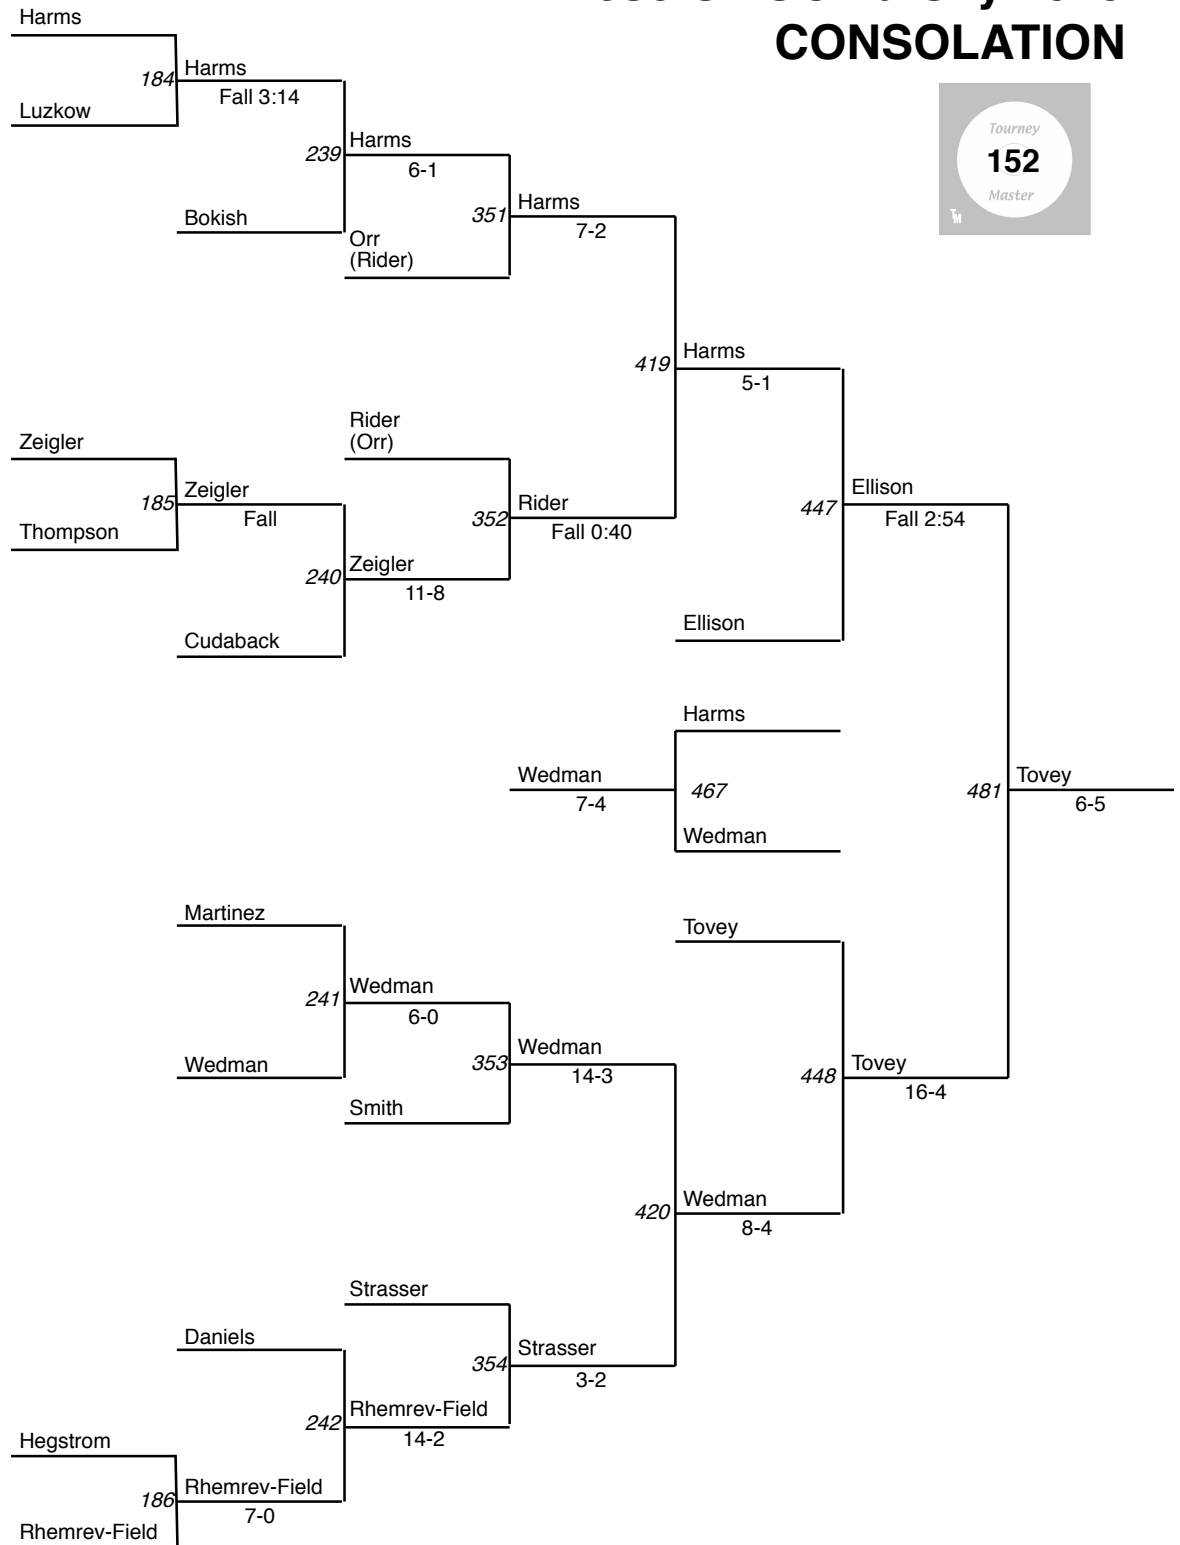 CONSOLATION
Tourney
152
Master
TM
Harms
184 Harms
Fall 3:14
Luzkow
239 Harms
6-1
Bokish
351 Harms
7-2
Orr
(Rider)
419 Harms
5-1
Rider
(Orr)
Zeigler
185 Zeigler
Fall
Thompson
352 Rider
Fall 0:40
447 Ellison
Fall 2:54
240 Zeigler
11-8
Cudaback
Ellison
Harms
Wedman
7-4
467
Wedman
481 Tovey
6-5
Martinez
Tovey
241 Wedman
6-0
Wedman
353 Wedman
14-3
448 Tovey
16-4
Smith
420 Wedman
8-4
Strasser
Daniels
354 Strasser
3-2
242 Rhemrev-Field
14-2
Hegstrom
186 Rhemrev-Field
7-0
Rhemrev-Field